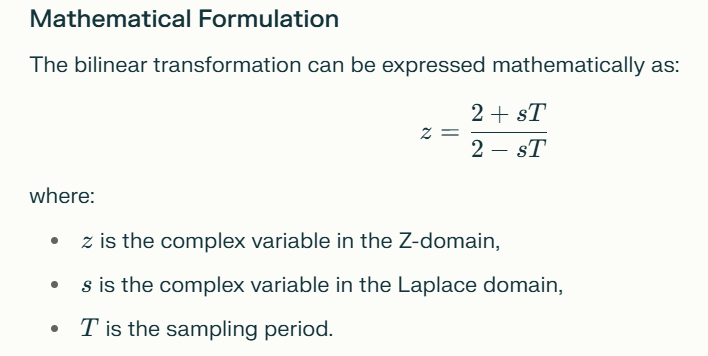 Mathematical Formulation
The bilinear transformation can be expressed mathematically as:
z = \frac{2 + sT}{2 - sT}
where:
• z is the complex variable in the Z-domain,
• s is the complex variable in the Laplace domain,
• T is the sampling period.